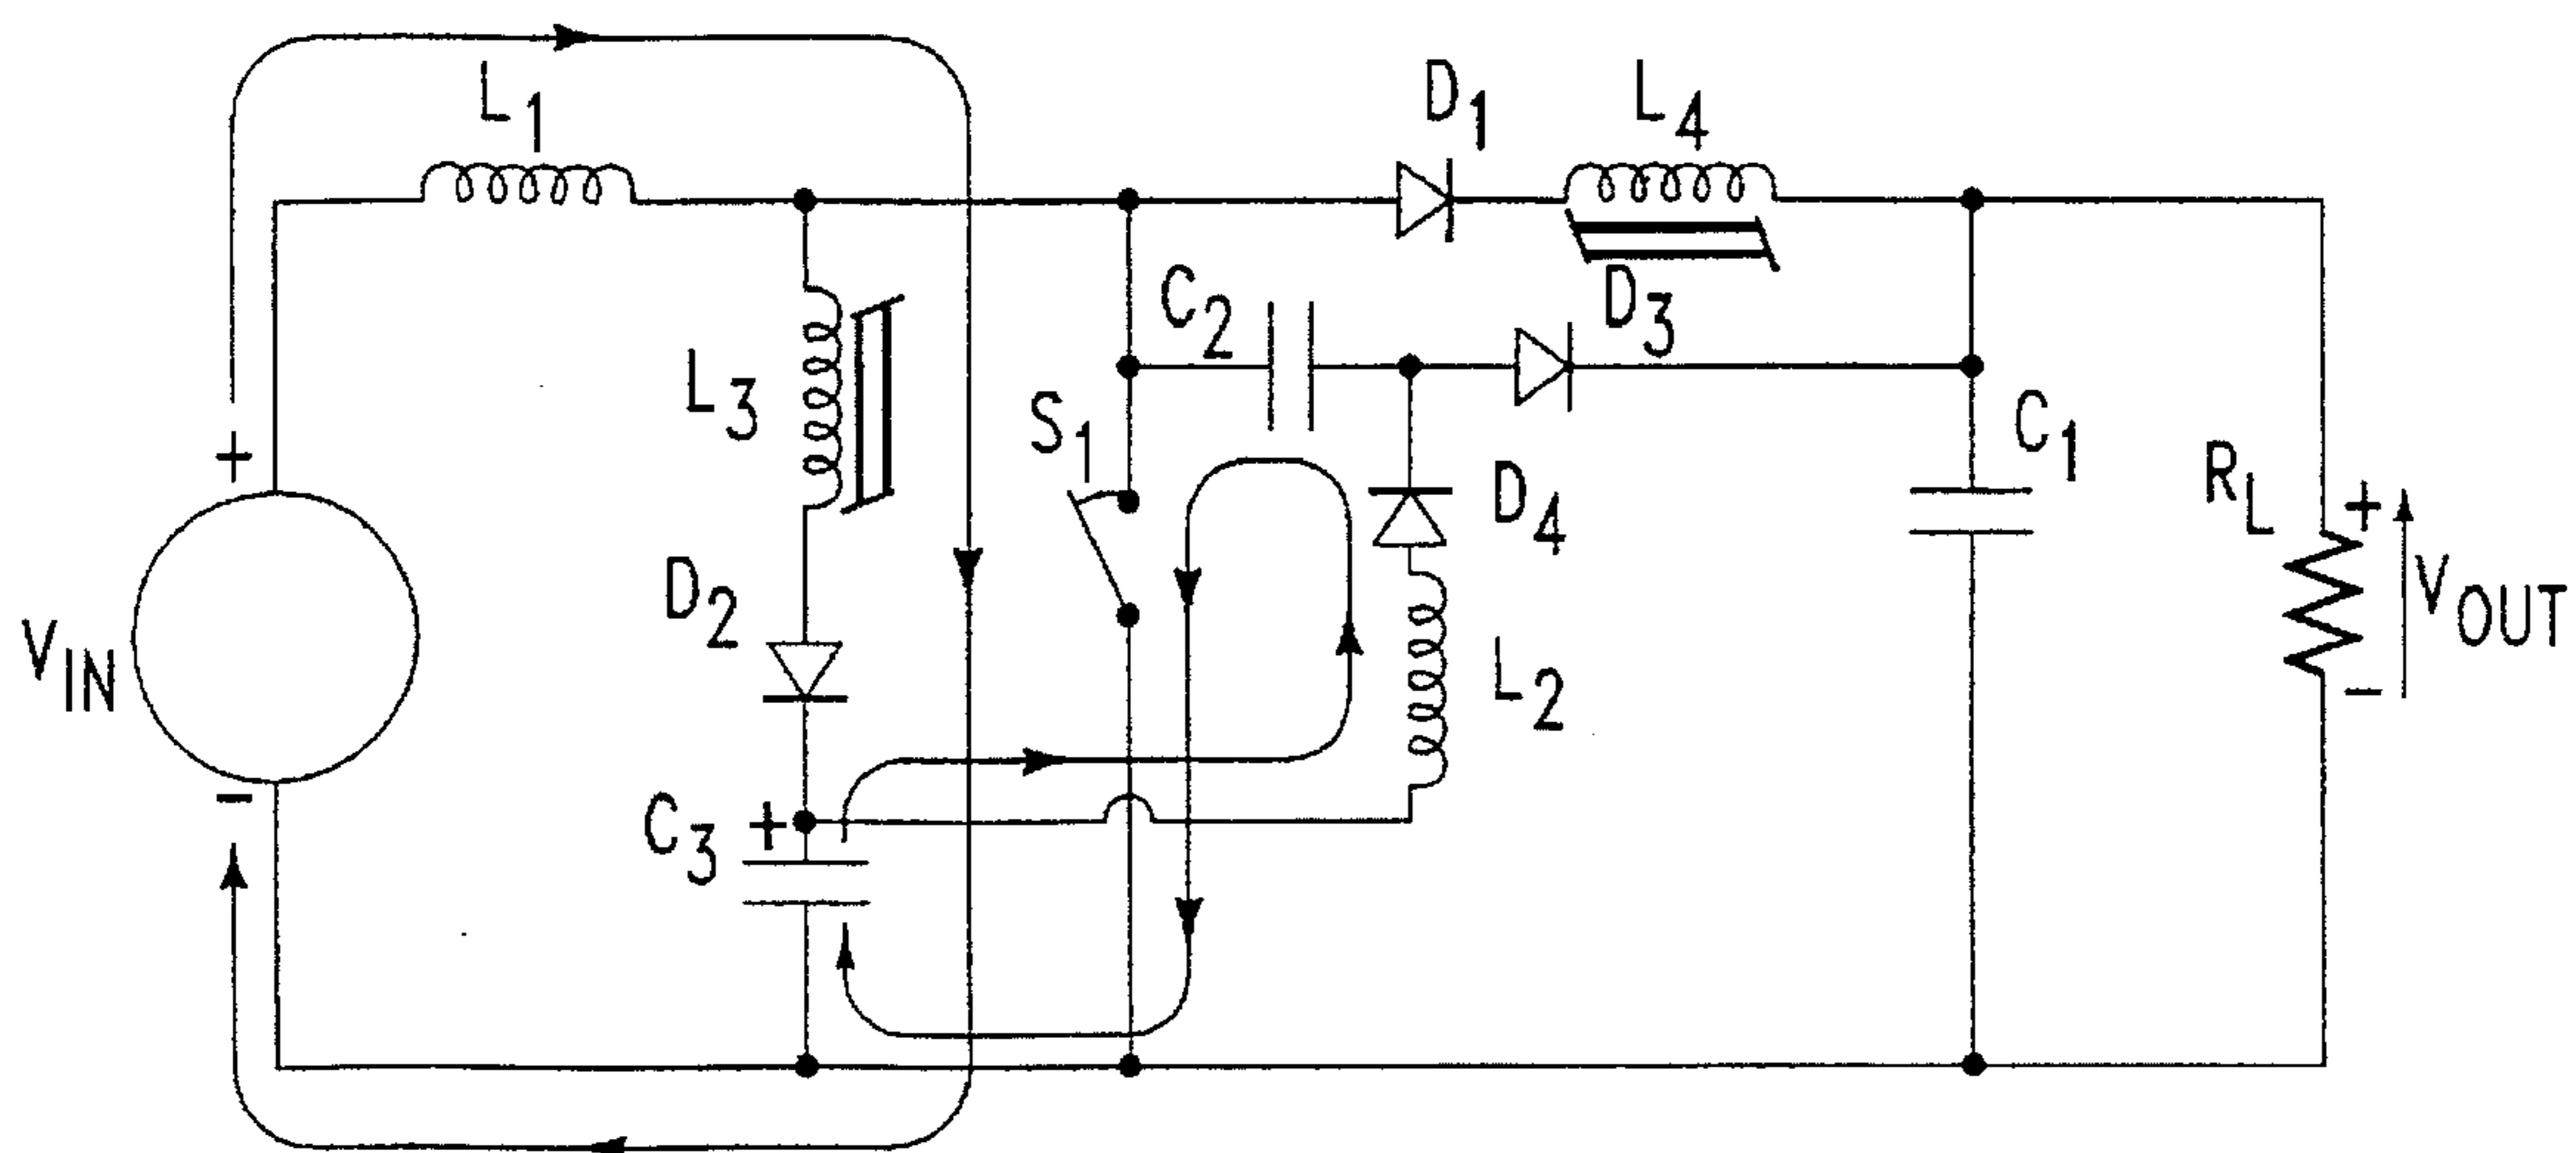 L1
D1
L4
C2
D3
L3
S1
C1
D4
RL
+
+
D2
VOUT
VIN
L2
−
−
C3
+